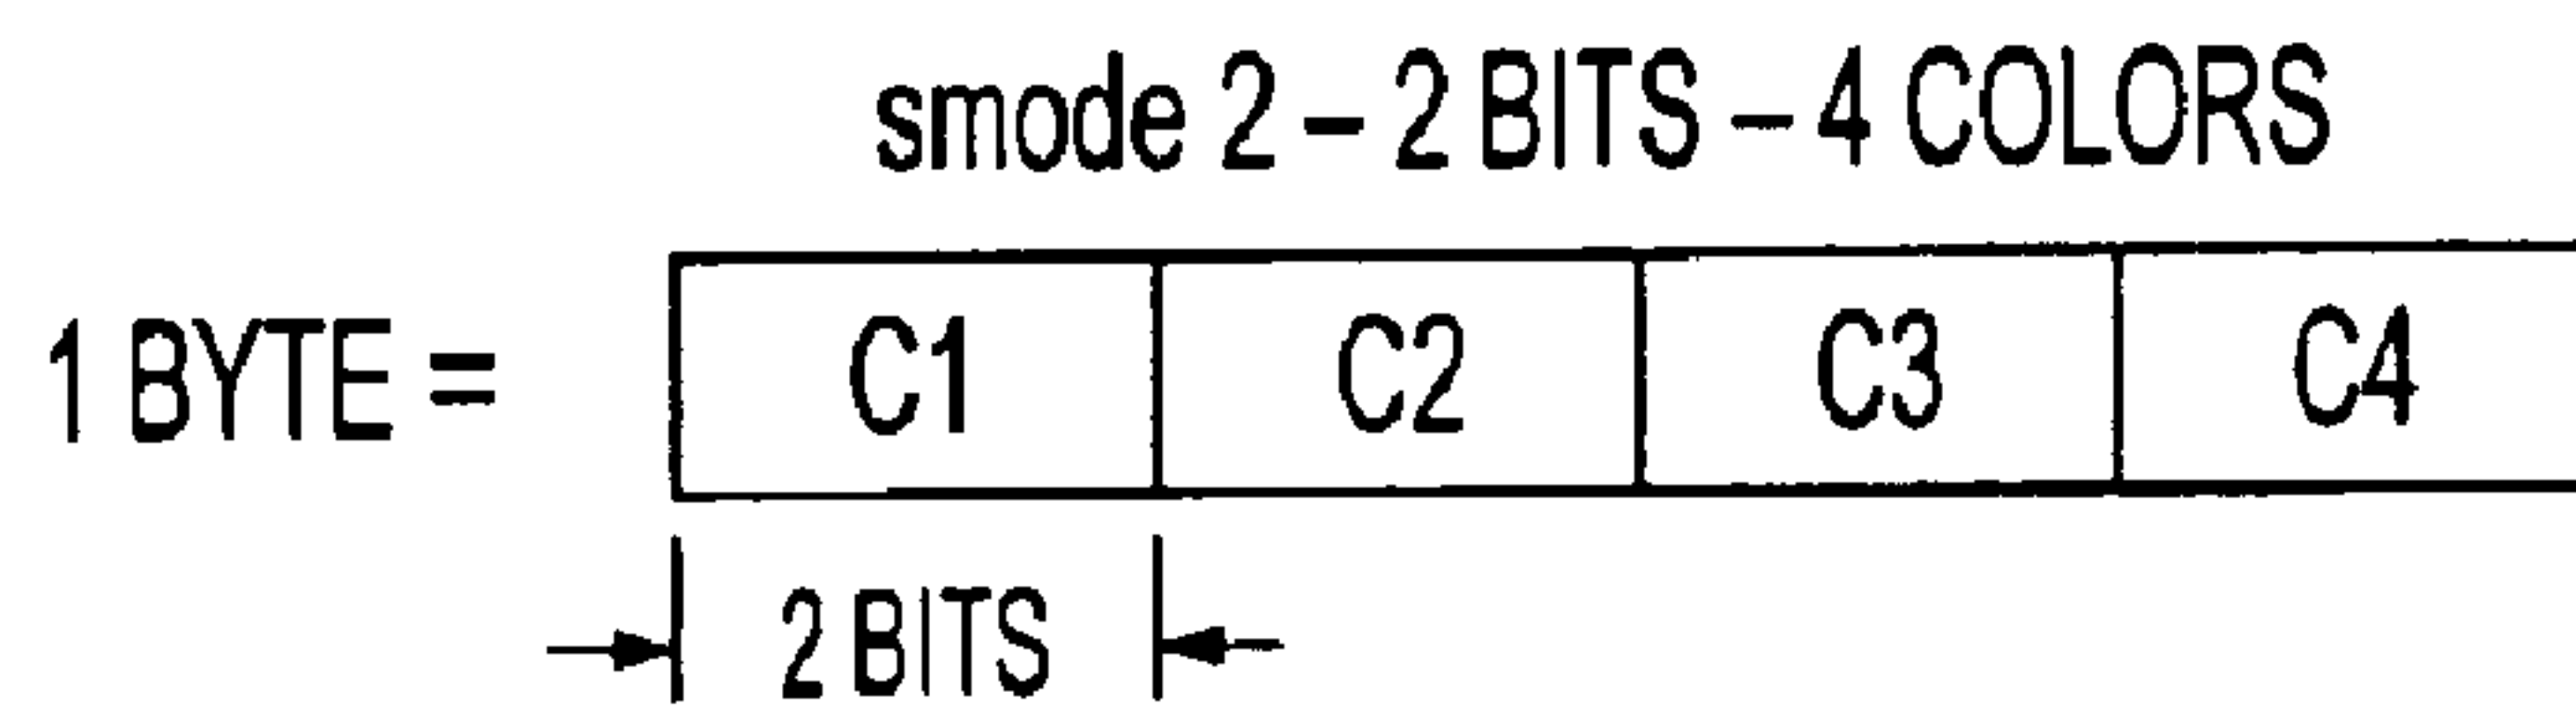 smode 2 – 2 BITS – 4 COLORS
1 BYTE = C1 C2 C3 C4
2 BITS